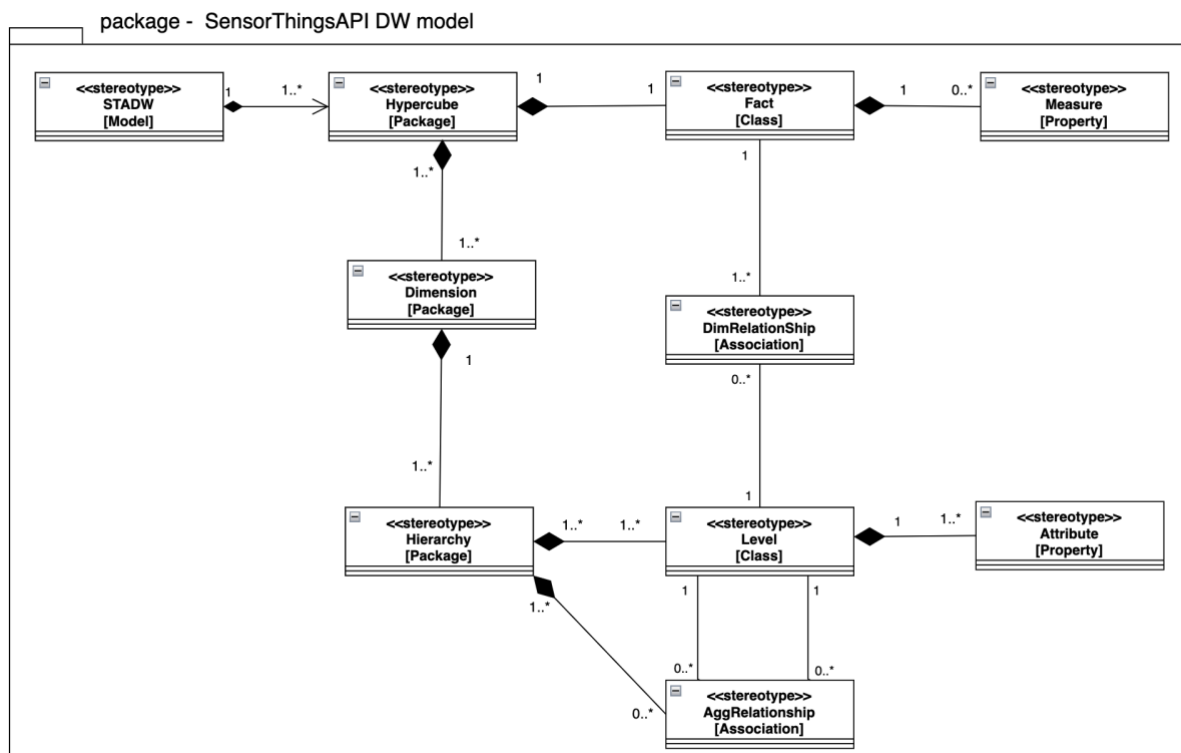 package -  SensorThingsAPI DW model
<<stereotype>>
STADW
[Model]
1
1..*
<<stereotype>>
Hypercube
[Package]
1
1
<<stereotype>>
Fact
[Class]
1
0..*
<<stereotype>>
Measure
[Property]
1..*
1
1..*
<<stereotype>>
Dimension
[Package]
1..*
<<stereotype>>
DimRelationShip
[Association]
1
0..*
1..*
1
<<stereotype>>
Hierarchy
[Package]
1..*
1..*
<<stereotype>>
Level
[Class]
1
1..*
<<stereotype>>
Attribute
[Property]
1..*
1
1
0..*
0..*
0..*
<<stereotype>>
AggRelationship
[Association]